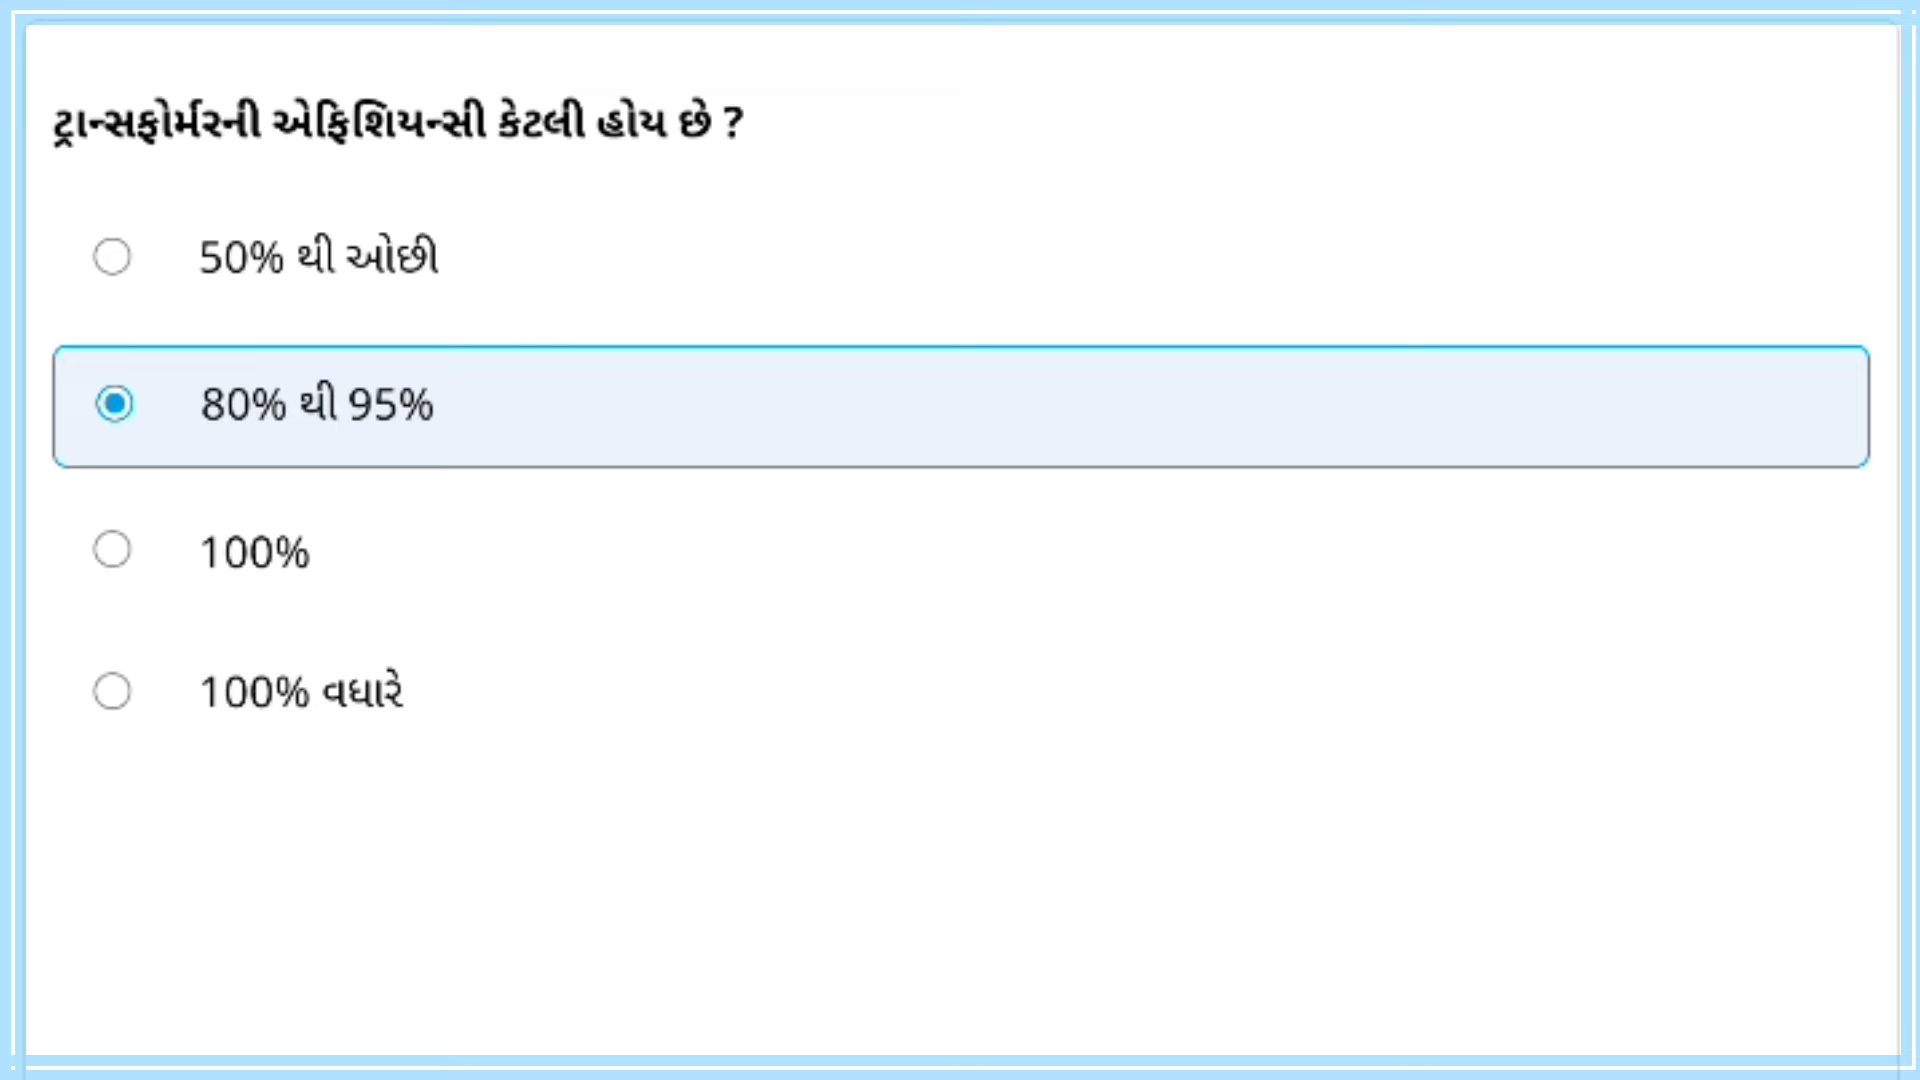 ટ્રાન્સફોર્મરની એફિશિયન્સી કેટલી હોય છે ?
50% થી ઓછી
80% થી 95%
100%
100% વધારે